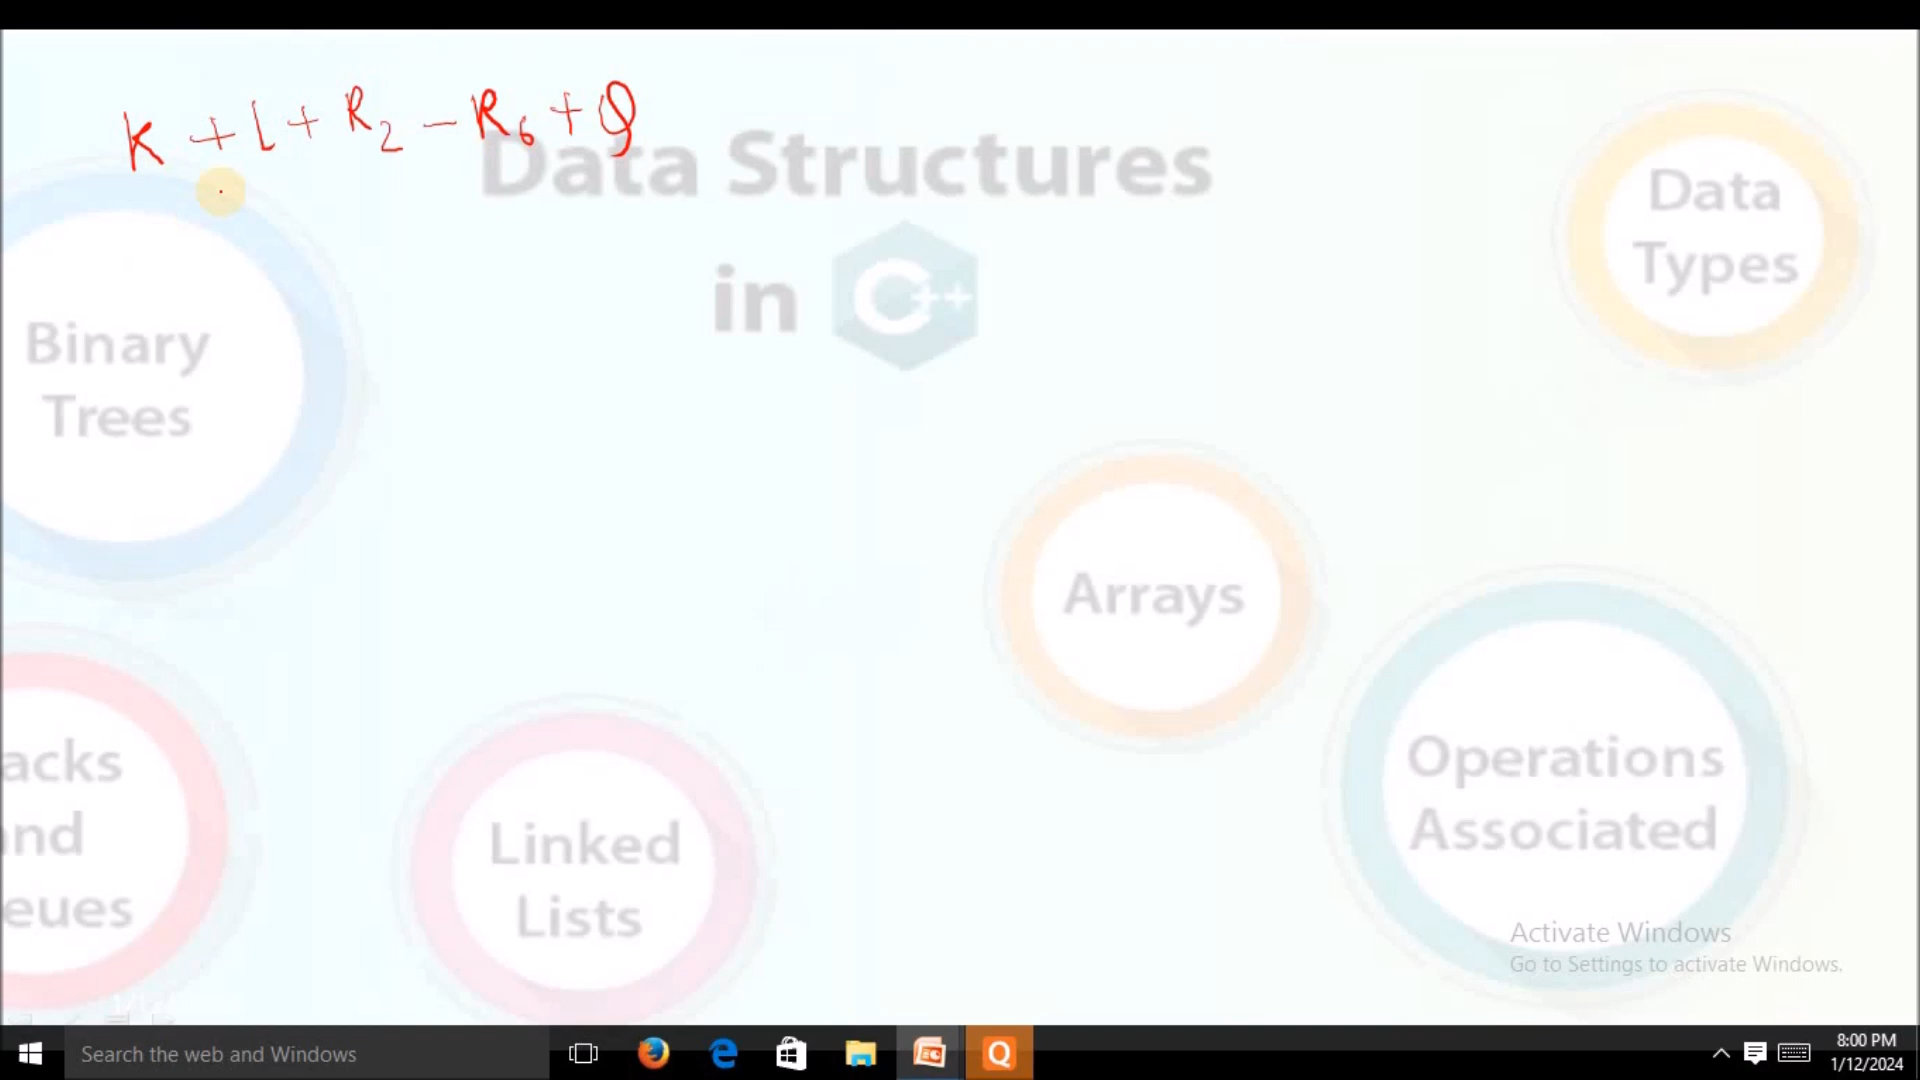 K + L + R2 - R6 + Q
Data Structures
in C++
Data
Types
Binary
Trees
Arrays
acks
nd
eues
Linked
Lists
Operations
Associated
Activate Windows
Go to Settings to activate Windows.
Search the web and Windows
Q
8:00 PM
1/12/2024